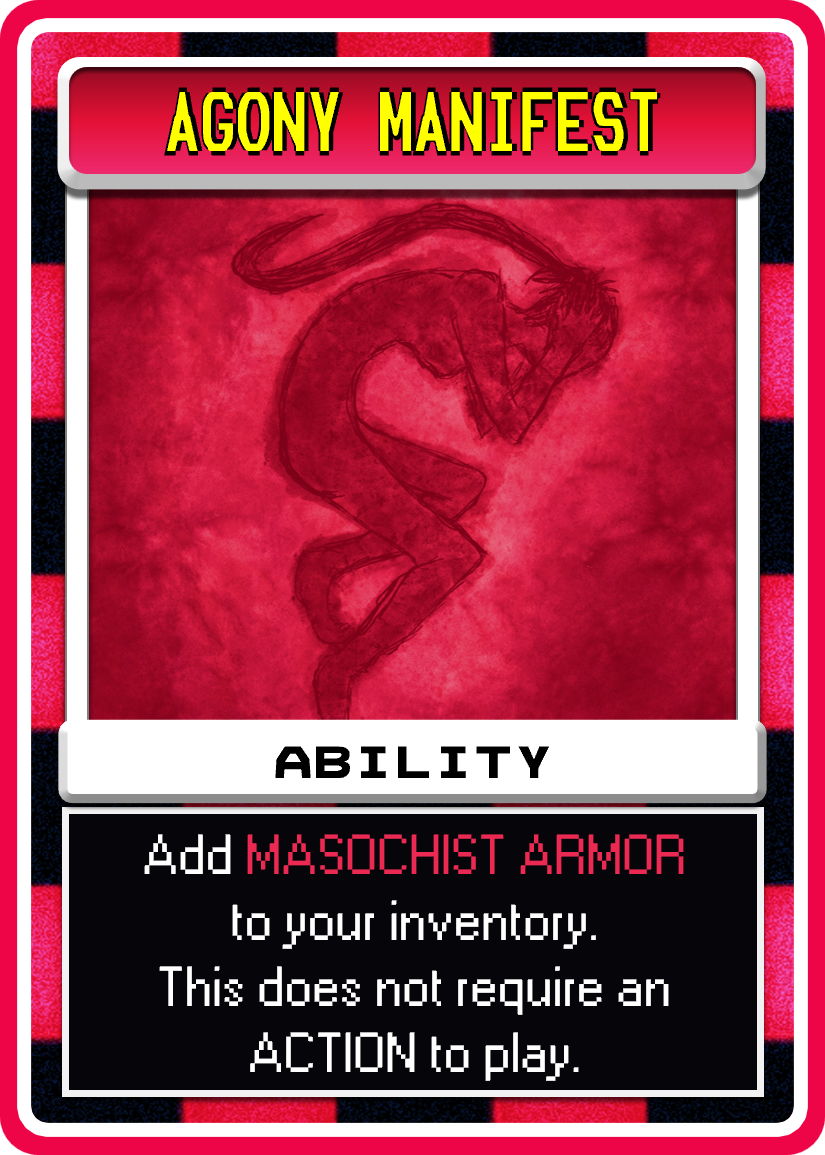 AGONY MANIFEST
ABILITY
Add MASOCHIST ARMOR
to your inventory.
This does not require an
ACTION to play.